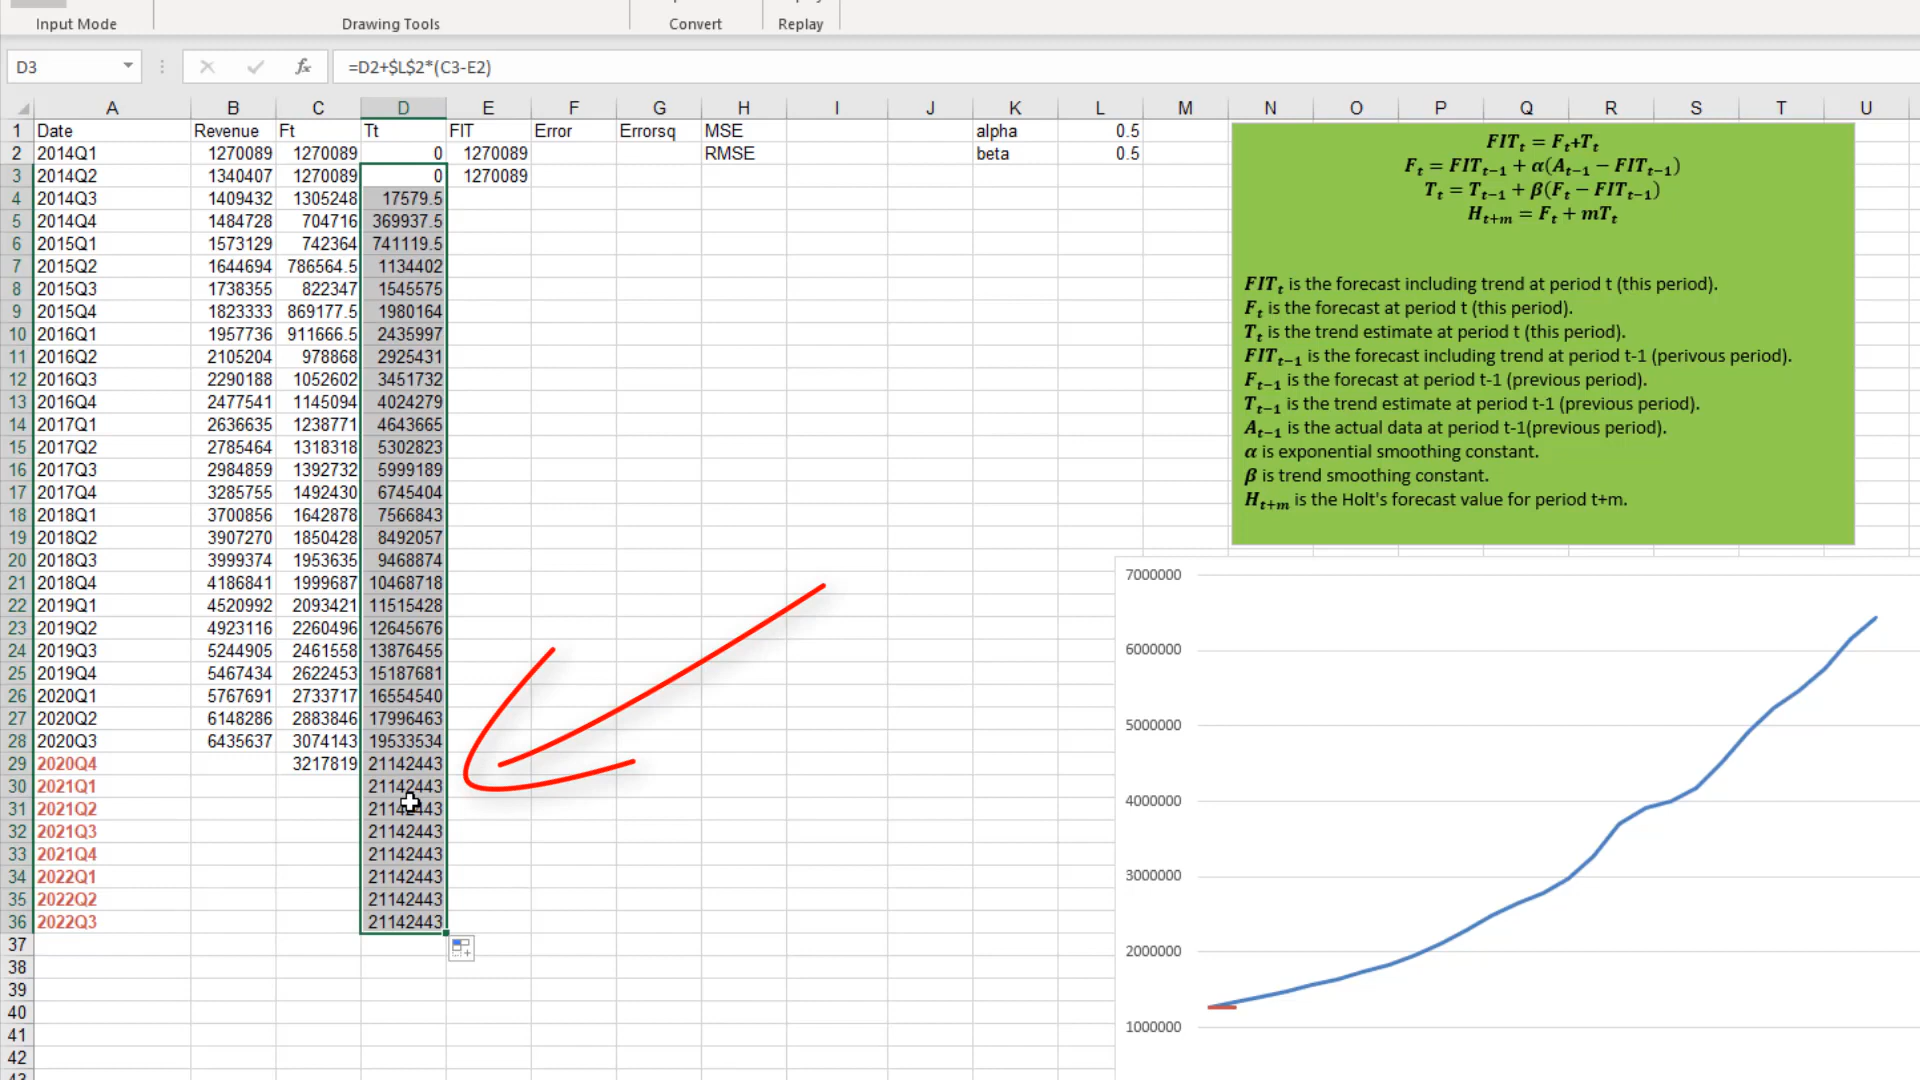 Input Mode Drawing Tools Convert Replay
D3 fx =D2+$L$2*(C3-E2)
A B C D E F G H I J K L M N O P Q R S T U
1 Date Revenue Ft Tt FIT Error Errorsq MSE alpha 0.5
2 2014Q1 1270089 1270089 0 1270089 RMSE beta 0.5
3 2014Q2 1340407 1270089 0 1270089
4 2014Q3 1409432 1305248 17579.5
5 2014Q4 1484728 704716 369937.5
6 2015Q1 1573129 742364 741119.5
7 2015Q2 1644694 786564.5 1134402
8 2015Q3 1738355 822347 1545575
9 2015Q4 1823333 869177.5 1980164
10 2016Q1 1957736 911666.5 2435997
11 2016Q2 2105204 978868 2925431
12 2016Q3 2290188 1052602 3451732
13 2016Q4 2477541 1145094 4024279
14 2017Q1 2636635 1238771 4643665
15 2017Q2 2785464 1318318 5302823
16 2017Q3 2984859 1392732 5999189
17 2017Q4 3285755 1492430 6745404
18 2018Q1 3700856 1642878 7566843
19 2018Q2 3907270 1850428 8492057
20 2018Q3 3999374 1953635 9468874
21 2018Q4 4186841 1999687 10468718
22 2019Q1 4520992 2093421 11515428
23 2019Q2 4923116 2260496 12645676
24 2019Q3 5244905 2461558 13876455
25 2019Q4 5467434 2622453 15187681
26 2020Q1 5767691 2733717 16554540
27 2020Q2 6148286 2883846 17996463
28 2020Q3 6435637 3074143 19533534
29 2020Q4 3217819 21142443
30 2021Q1 21142443
31 2021Q2 21142443
32 2021Q3 21142443
33 2021Q4 21142443
34 2022Q1 21142443
35 2022Q2 21142443
36 2022Q3 21142443
37
38
39
40
41
42
FITₜ = Fₜ+Tₜ
Fₜ = FITₜ₋₁ + α(Aₜ₋₁ − FITₜ₋₁)
Tₜ = Tₜ₋₁ + β(Fₜ − FITₜ₋₁)
Hₜ₊ₘ = Fₜ + mTₜ
FITₜ is the forecast including trend at period t (this period).
Fₜ is the forecast at period t (this period).
Tₜ is the trend estimate at period t (this period).
FITₜ₋₁ is the forecast including trend at period t-1 (perivous period).
Fₜ₋₁ is the forecast at period t-1 (previous period).
Tₜ₋₁ is the trend estimate at period t-1 (previous period).
Aₜ₋₁ is the actual data at period t-1(previous period).
α is exponential smoothing constant.
β is trend smoothing constant.
Hₜ₊ₘ is the Holt's forecast value for period t+m.
7000000
6000000
5000000
4000000
3000000
2000000
1000000